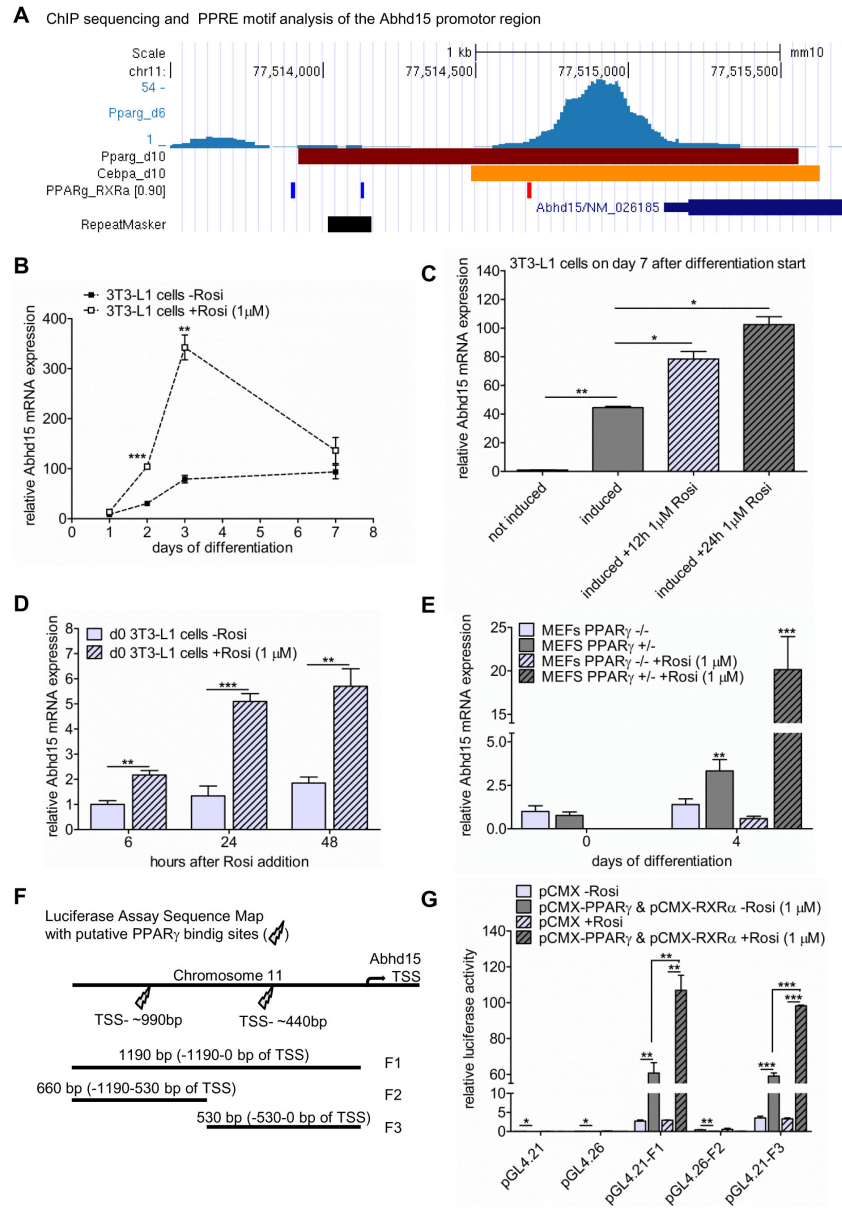 A ChIP sequencing and PPRE motif analysis of the Abhd15 promotor region
Scale 1 kb mm10
chr11: 77,514,000 77,514,500 77,515,000 77,515,500
54 -
Pparg_d6
1 _
Pparg_d10
Cebpa_d10
PPARg_RXRa [0.90]
Abhd15/NM_026185
RepeatMasker
B
3T3-L1 cells -Rosi
3T3-L1 cells +Rosi (1μM)
relative Abhd15 mRNA expression
400
300
200
100
0
** 
***
0 1 2 3 4 5 6 7 8
days of differentiation
C
3T3-L1 cells on day 7 after differentiation start
relative Abhd15 mRNA expression
140
120
100
80
60
40
20
0
*
*
**
not induced
induced
induced +12h 1μM Rosi
induced +24h 1μM Rosi
D
d0 3T3-L1 cells -Rosi
d0 3T3-L1 cells +Rosi (1 μM)
relative Abhd15 mRNA expression
8
7
6
5
4
3
2
1
0
** *** **
6 24 48
hours after Rosi addition
E
MEFs PPARγ -/-
MEFS PPARγ +/-
MEFs PPARγ -/- +Rosi (1 μM)
MEFS PPARγ +/- +Rosi (1 μM)
relative Abhd15 mRNA expression
25
20
15
5.0
2.5
0.0
** ***
0 4
days of differentiation
F
Luciferase Assay Sequence Map
with putative PPARγ bindig sites ( )
Abhd15
Chromosome 11 TSS
TSS- ~990bp TSS- ~440bp
1190 bp (-1190-0 bp of TSS) F1
660 bp (-1190-530 bp of TSS) F2
530 bp (-530-0 bp of TSS) F3
G
pCMX -Rosi
pCMX-PPARγ & pCMX-RXRα -Rosi (1 μM)
pCMX +Rosi
pCMX-PPARγ & pCMX-RXRα +Rosi (1 μM)
relative luciferase activity
140
120
100
80
60
10
5
0
* * ** ** ** ** *** *** ***
pGL4.21
pGL4.26
pGL4.21-F1
pGL4.26-F2
pGL4.21-F3